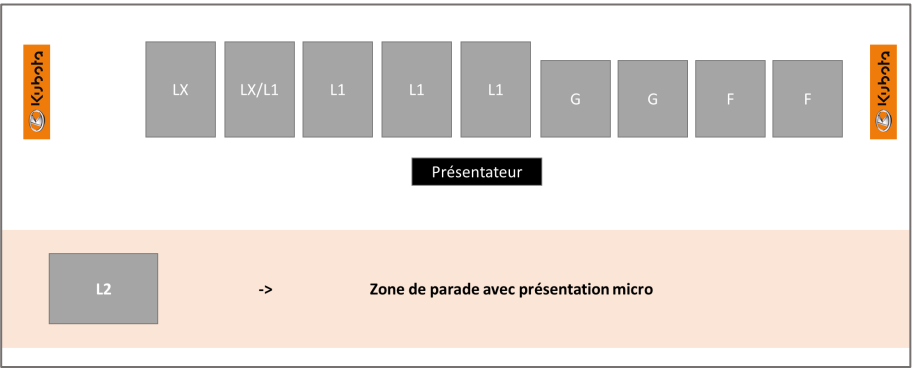 Kubota
LX
LX/L1
L1
L1
L1
G
G
F
F
Kubota
Présentateur
L2
->
Zone de parade avec présentation micro